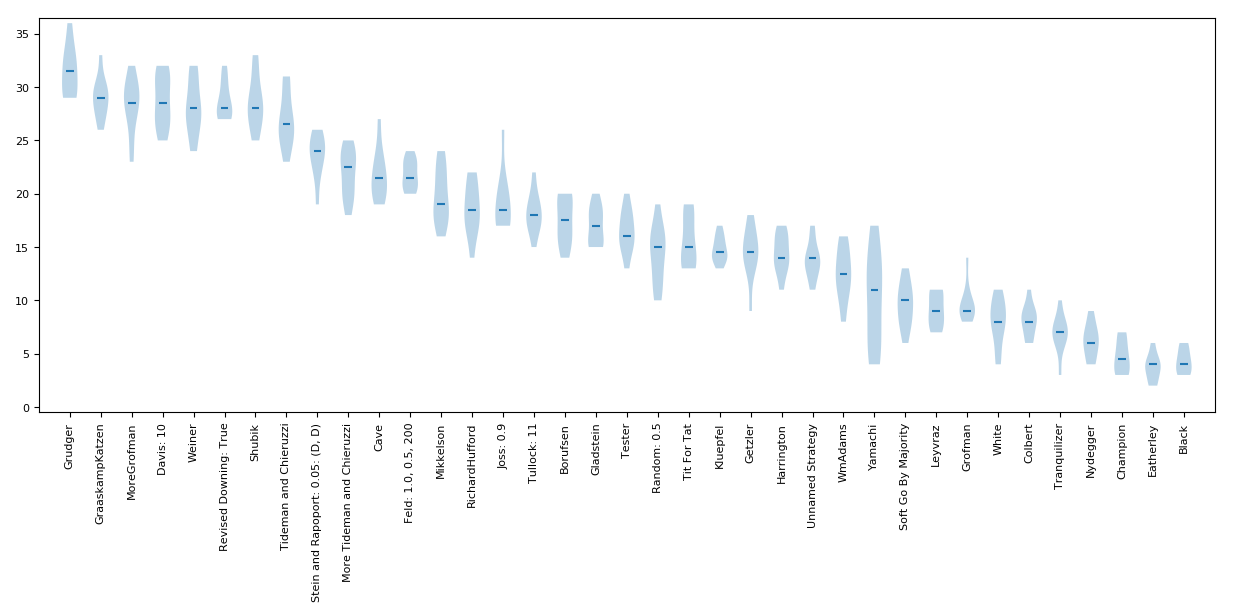 35
30
25
20
15
10
5
0
Grudger
GraaskampKatzen
MoreGrofman
Davis: 10
Weiner
Revised Downing: True
Shubik
Tideman and Chieruzzi
Stein and Rapoport: 0.05: (D, D)
More Tideman and Chieruzzi
Cave
Feld: 1.0, 0.5, 200
Mikkelson
RichardHufford
Joss: 0.9
Tullock: 11
Borufsen
Gladstein
Tester
Random: 0.5
Tit For Tat
Kluepfel
Getzler
Harrington
Unnamed Strategy
WmAdams
Yamachi
Soft Go By Majority
Leyvraz
Grofman
White
Colbert
Tranquilizer
Nydegger
Champion
Eatherley
Black